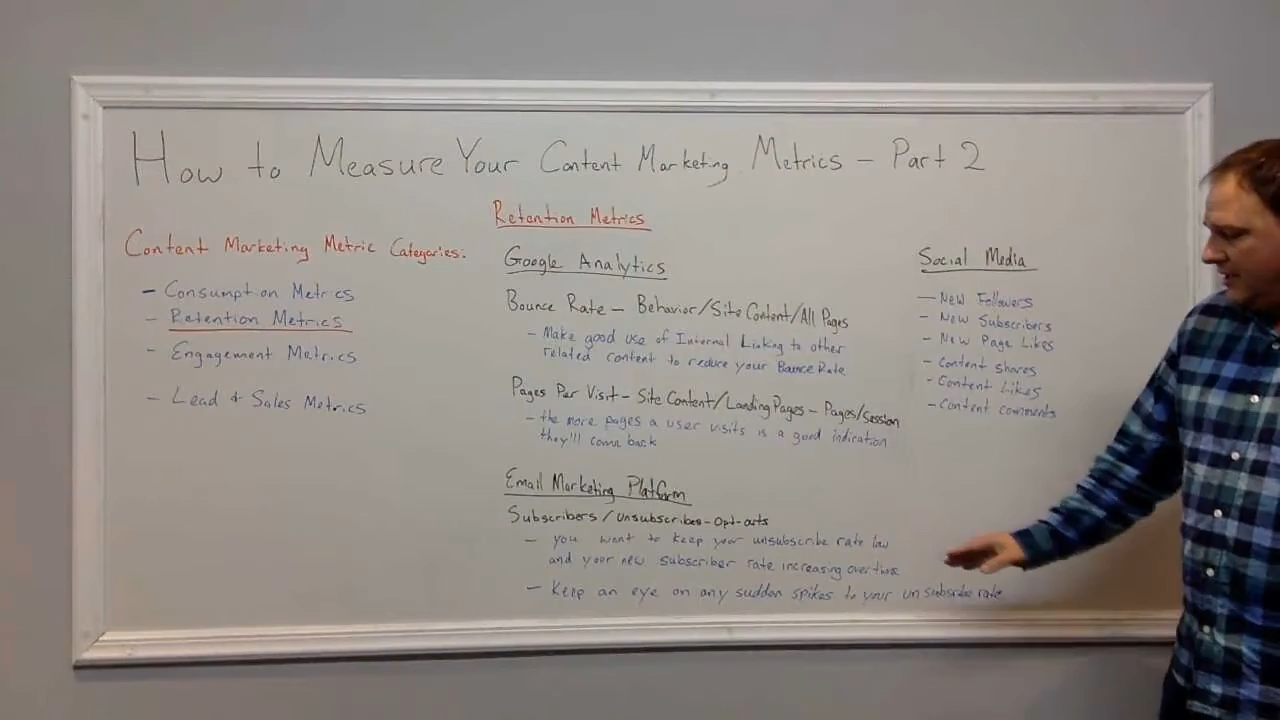 How to Measure Your Content Marketing Metrics - Part 2
Content Marketing Metric Categories:
- Consumption Metrics
- Retention Metrics
- Engagement Metrics
- Lead & Sales Metrics
Retention Metrics
Google Analytics
Bounce Rate - Behavior/Site Content/All Pages
- Make good use of Internal Linking to other
related content to reduce your Bounce Rate
Pages Per Visit - Site Content/Landing Pages - Pages/Session
- the more pages a user visits is a good indication
they'll come back
Email Marketing Platform
Subscribers/Unsubscribes-Opt-outs
- you want to keep your unsubscribe rate low
and your new subscriber rate increasing over time
- Keep an eye on any sudden spikes to your unsubscribe rate
Social Media
- New Followers
- New Subscribers
- New Page Likes
- Content shares
- Content Likes
- Content comments